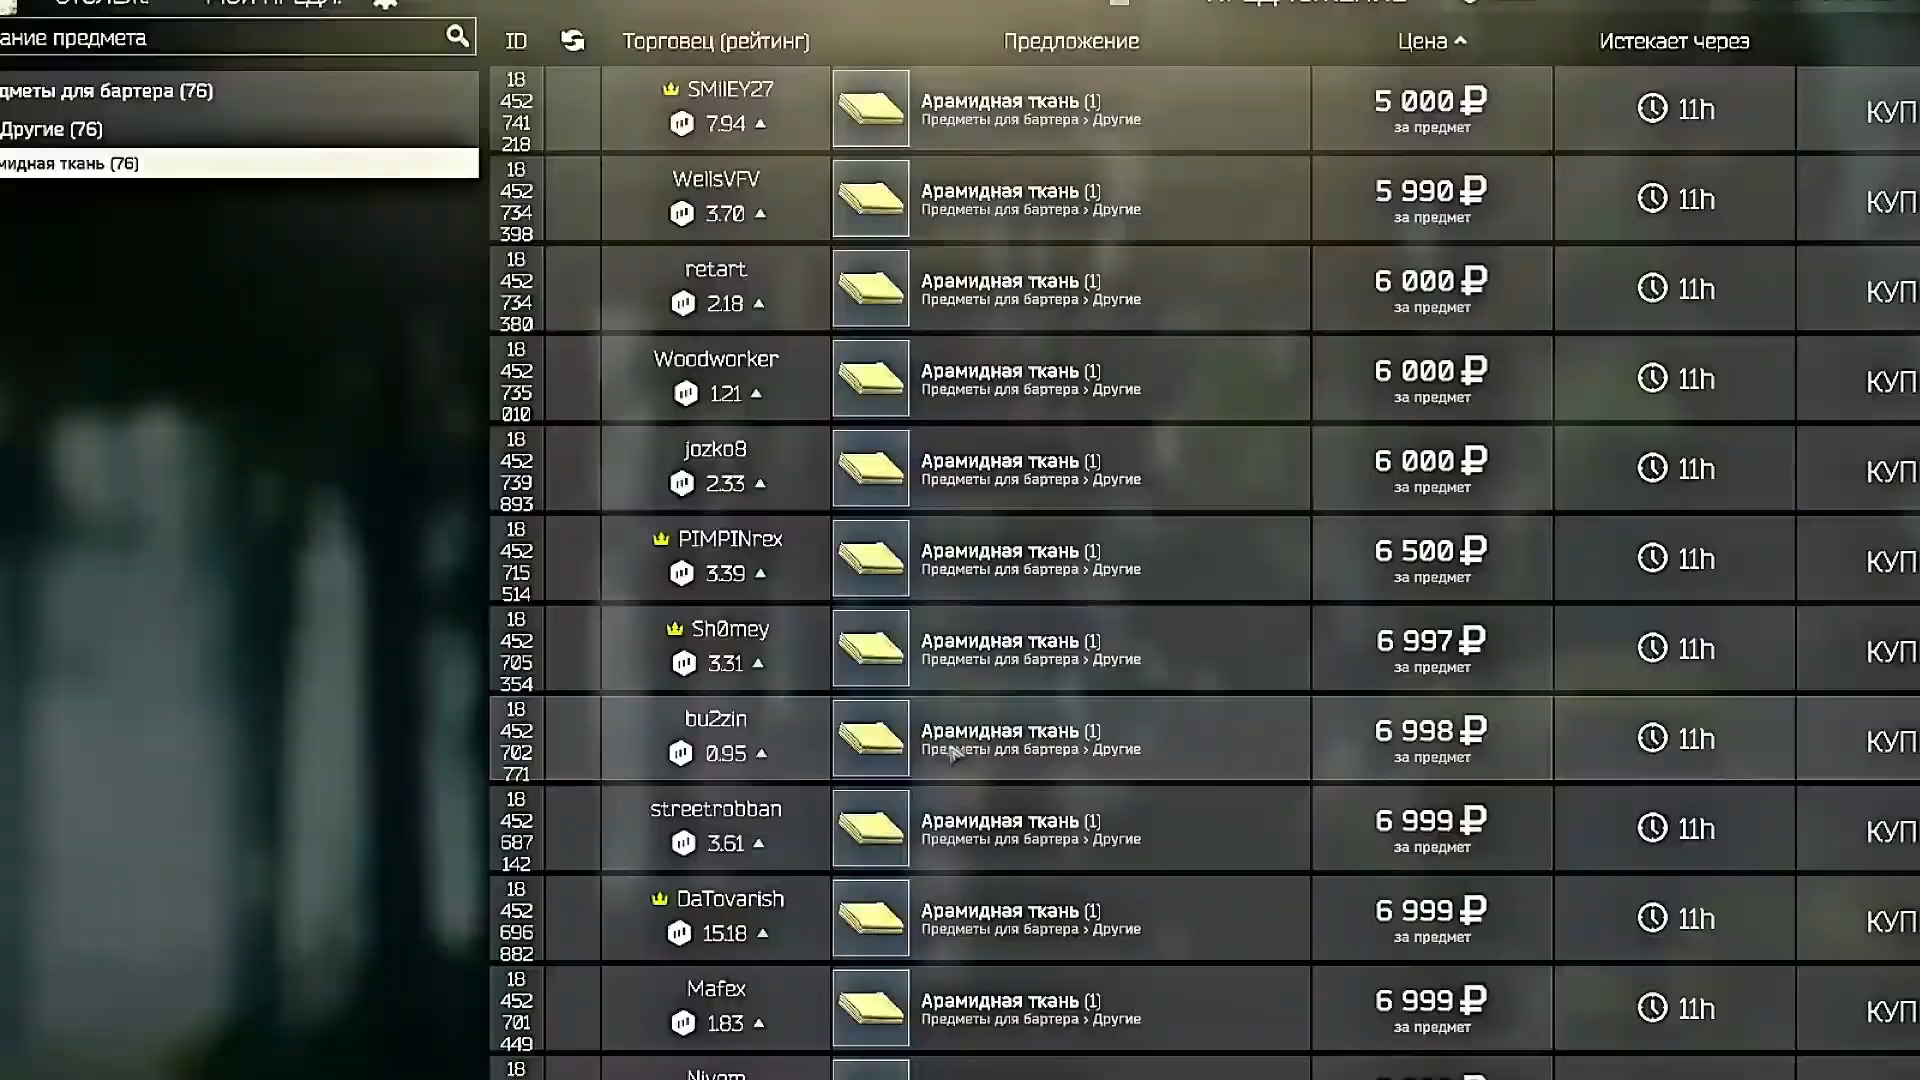 ание предмета
дметы для бартера (76)
Другие (76)
мидная ткань (76)
ID Торговец (рейтинг) Предложение Цена Истекает через
18 452 741 218 SMIlEY27 7.94 Арамидная ткань (1) Предметы для бартера › Другие 5 000 ₽ за предмет 11h КУП
18 452 734 398 WellsVFV 3.70 Арамидная ткань (1) Предметы для бартера › Другие 5 990 ₽ за предмет 11h КУП
18 452 734 380 retart 2.18 Арамидная ткань (1) Предметы для бартера › Другие 6 000 ₽ за предмет 11h КУП
18 452 735 010 Woodworker 1.21 Арамидная ткань (1) Предметы для бартера › Другие 6 000 ₽ за предмет 11h КУП
18 452 739 893 jozko8 2.33 Арамидная ткань (1) Предметы для бартера › Другие 6 000 ₽ за предмет 11h КУП
18 452 715 514 PIMPINrex 3.39 Арамидная ткань (1) Предметы для бартера › Другие 6 500 ₽ за предмет 11h КУП
18 452 705 354 Sh0mey 3.31 Арамидная ткань (1) Предметы для бартера › Другие 6 997 ₽ за предмет 11h КУП
18 452 702 771 bu2zin 0.95 Арамидная ткань (1) Предметы для бартера › Другие 6 998 ₽ за предмет 11h КУП
18 452 687 142 streetrobban 3.61 Арамидная ткань (1) Предметы для бартера › Другие 6 999 ₽ за предмет 11h КУП
18 452 696 882 DaTovarish 15.18 Арамидная ткань (1) Предметы для бартера › Другие 6 999 ₽ за предмет 11h КУП
18 452 701 449 Mafex 1.83 Арамидная ткань (1) Предметы для бартера › Другие 6 999 ₽ за предмет 11h КУП
18